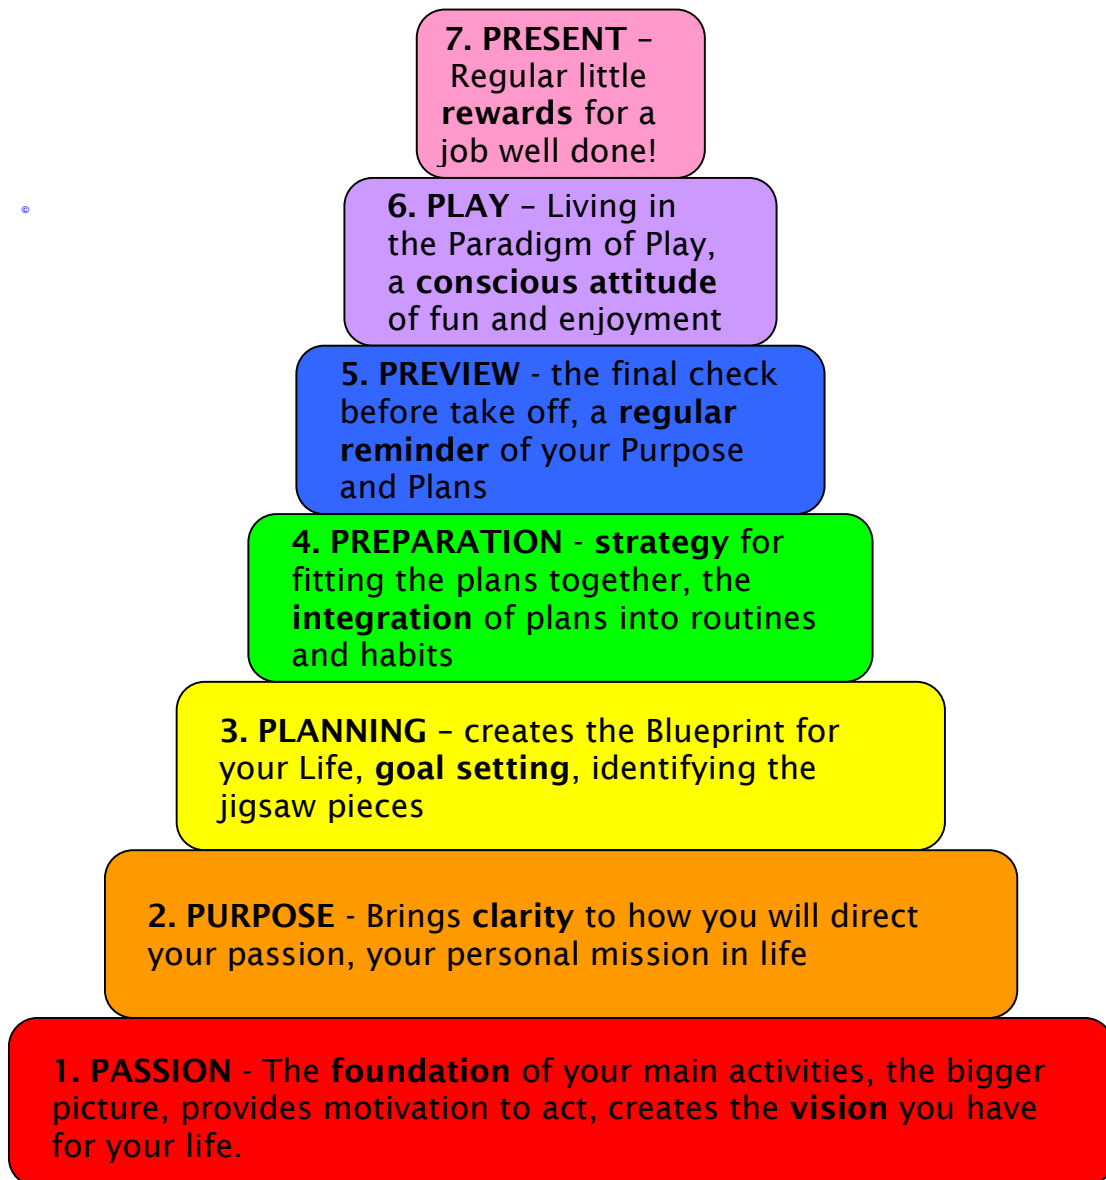 7. PRESENT –
Regular little
rewards for a
job well done!
©
6. PLAY – Living in
the Paradigm of Play,
a conscious attitude
of fun and enjoyment
5. PREVIEW - the final check
before take off, a regular
reminder of your Purpose
and Plans
4. PREPARATION - strategy for
fitting the plans together, the
integration of plans into routines
and habits
3. PLANNING – creates the Blueprint for
your Life, goal setting, identifying the
jigsaw pieces
2. PURPOSE - Brings clarity to how you will direct
your passion, your personal mission in life
1. PASSION - The foundation of your main activities, the bigger
picture, provides motivation to act, creates the vision you have
for your life.